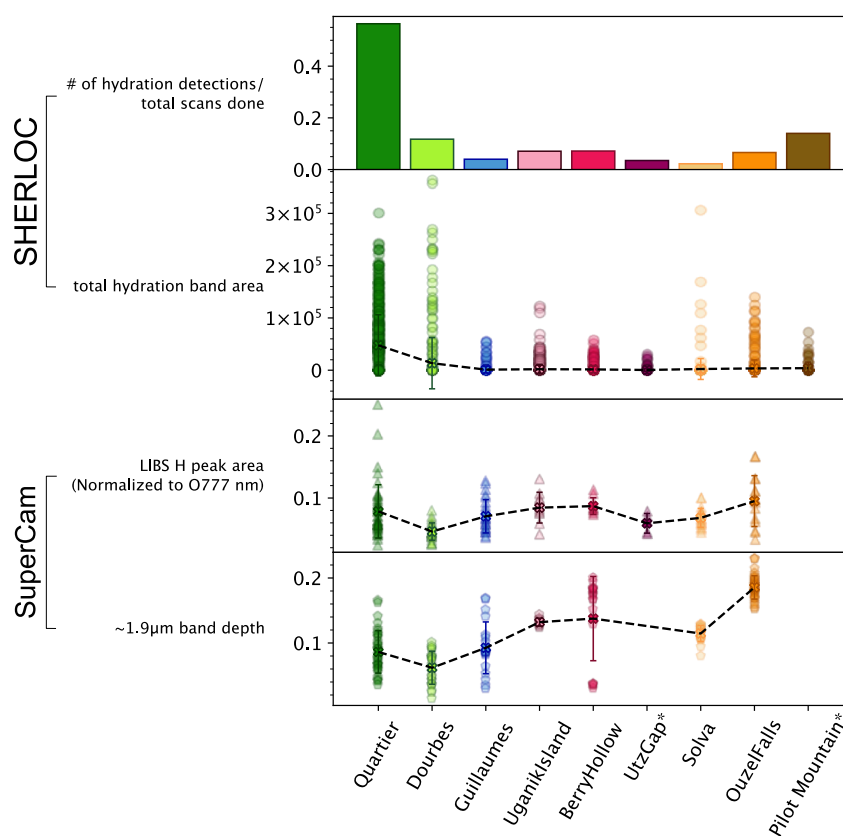 SHERLOC
# of hydration detections/
total scans done
0.4
0.2
0.0
total hydration band area
3×10⁵
2×10⁵
1×10⁵
0
SuperCam
LIBS H peak area
(Normalized to O777 nm)
0.2
0.1
~1.9μm band depth
0.2
0.1
Quartier
Dourbes
Guillaumes
UganikIsland
BerryHollow
UtzGap*
Solva
OuzelFalls
Pilot Mountain*